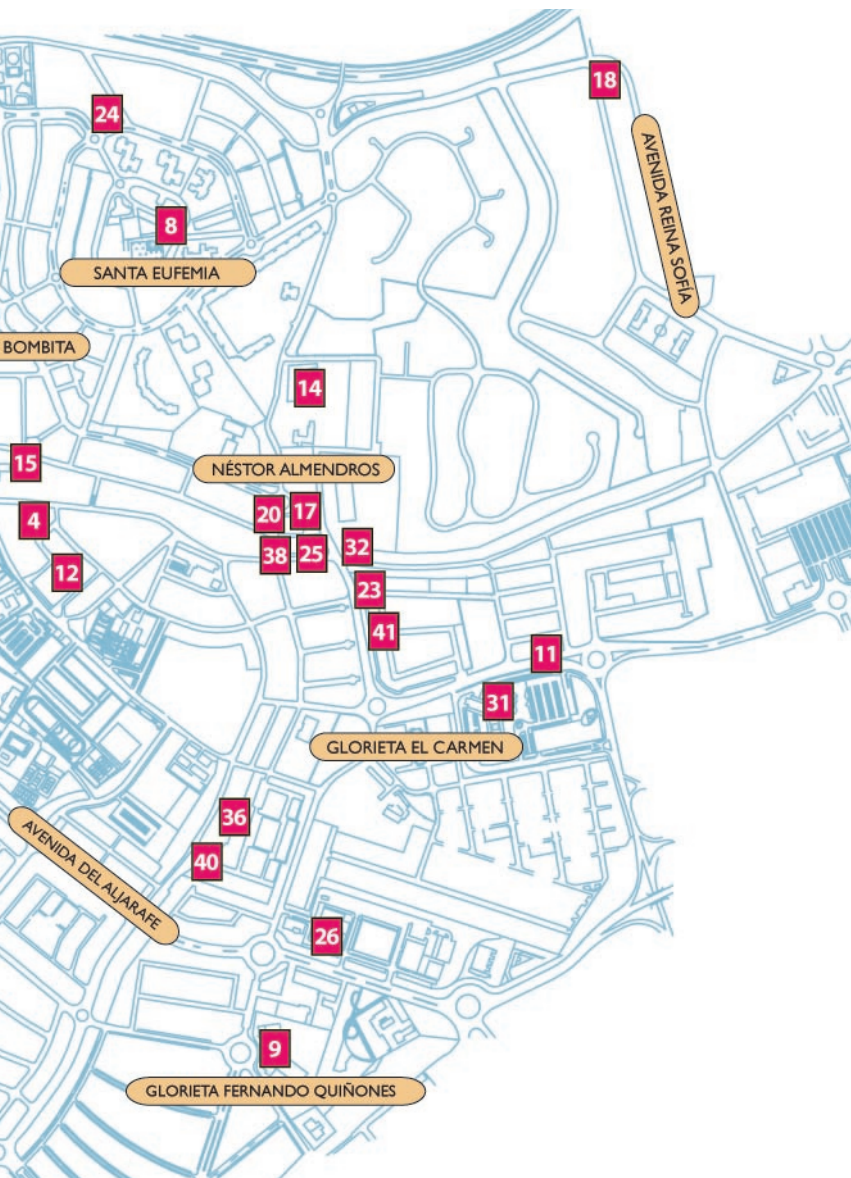 18
24
AVENIDA REINA SOFÍA
8
SANTA EUFEMIA
BOMBITA
14
15
NÉSTOR ALMENDROS
4
20
17
38
25
32
12
23
41
11
31
GLORIETA EL CARMEN
36
AVENIDA DEL ALJARAFE
40
26
9
GLORIETA FERNANDO QUIÑONES